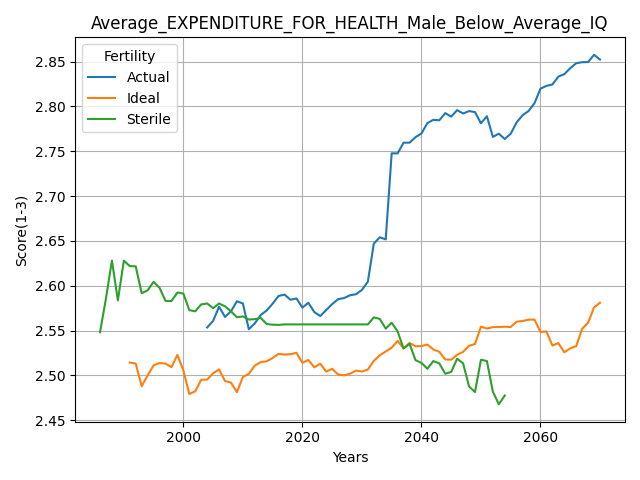 Average_EXPENDITURE_FOR_HEALTH_Male_Below_Average_IQ
Fertility
Actual
Ideal
Sterile
Score(1-3)
2.85
2.80
2.75
2.70
2.65
2.60
2.55
2.50
2.45
2000 2020 2040 2060
Years